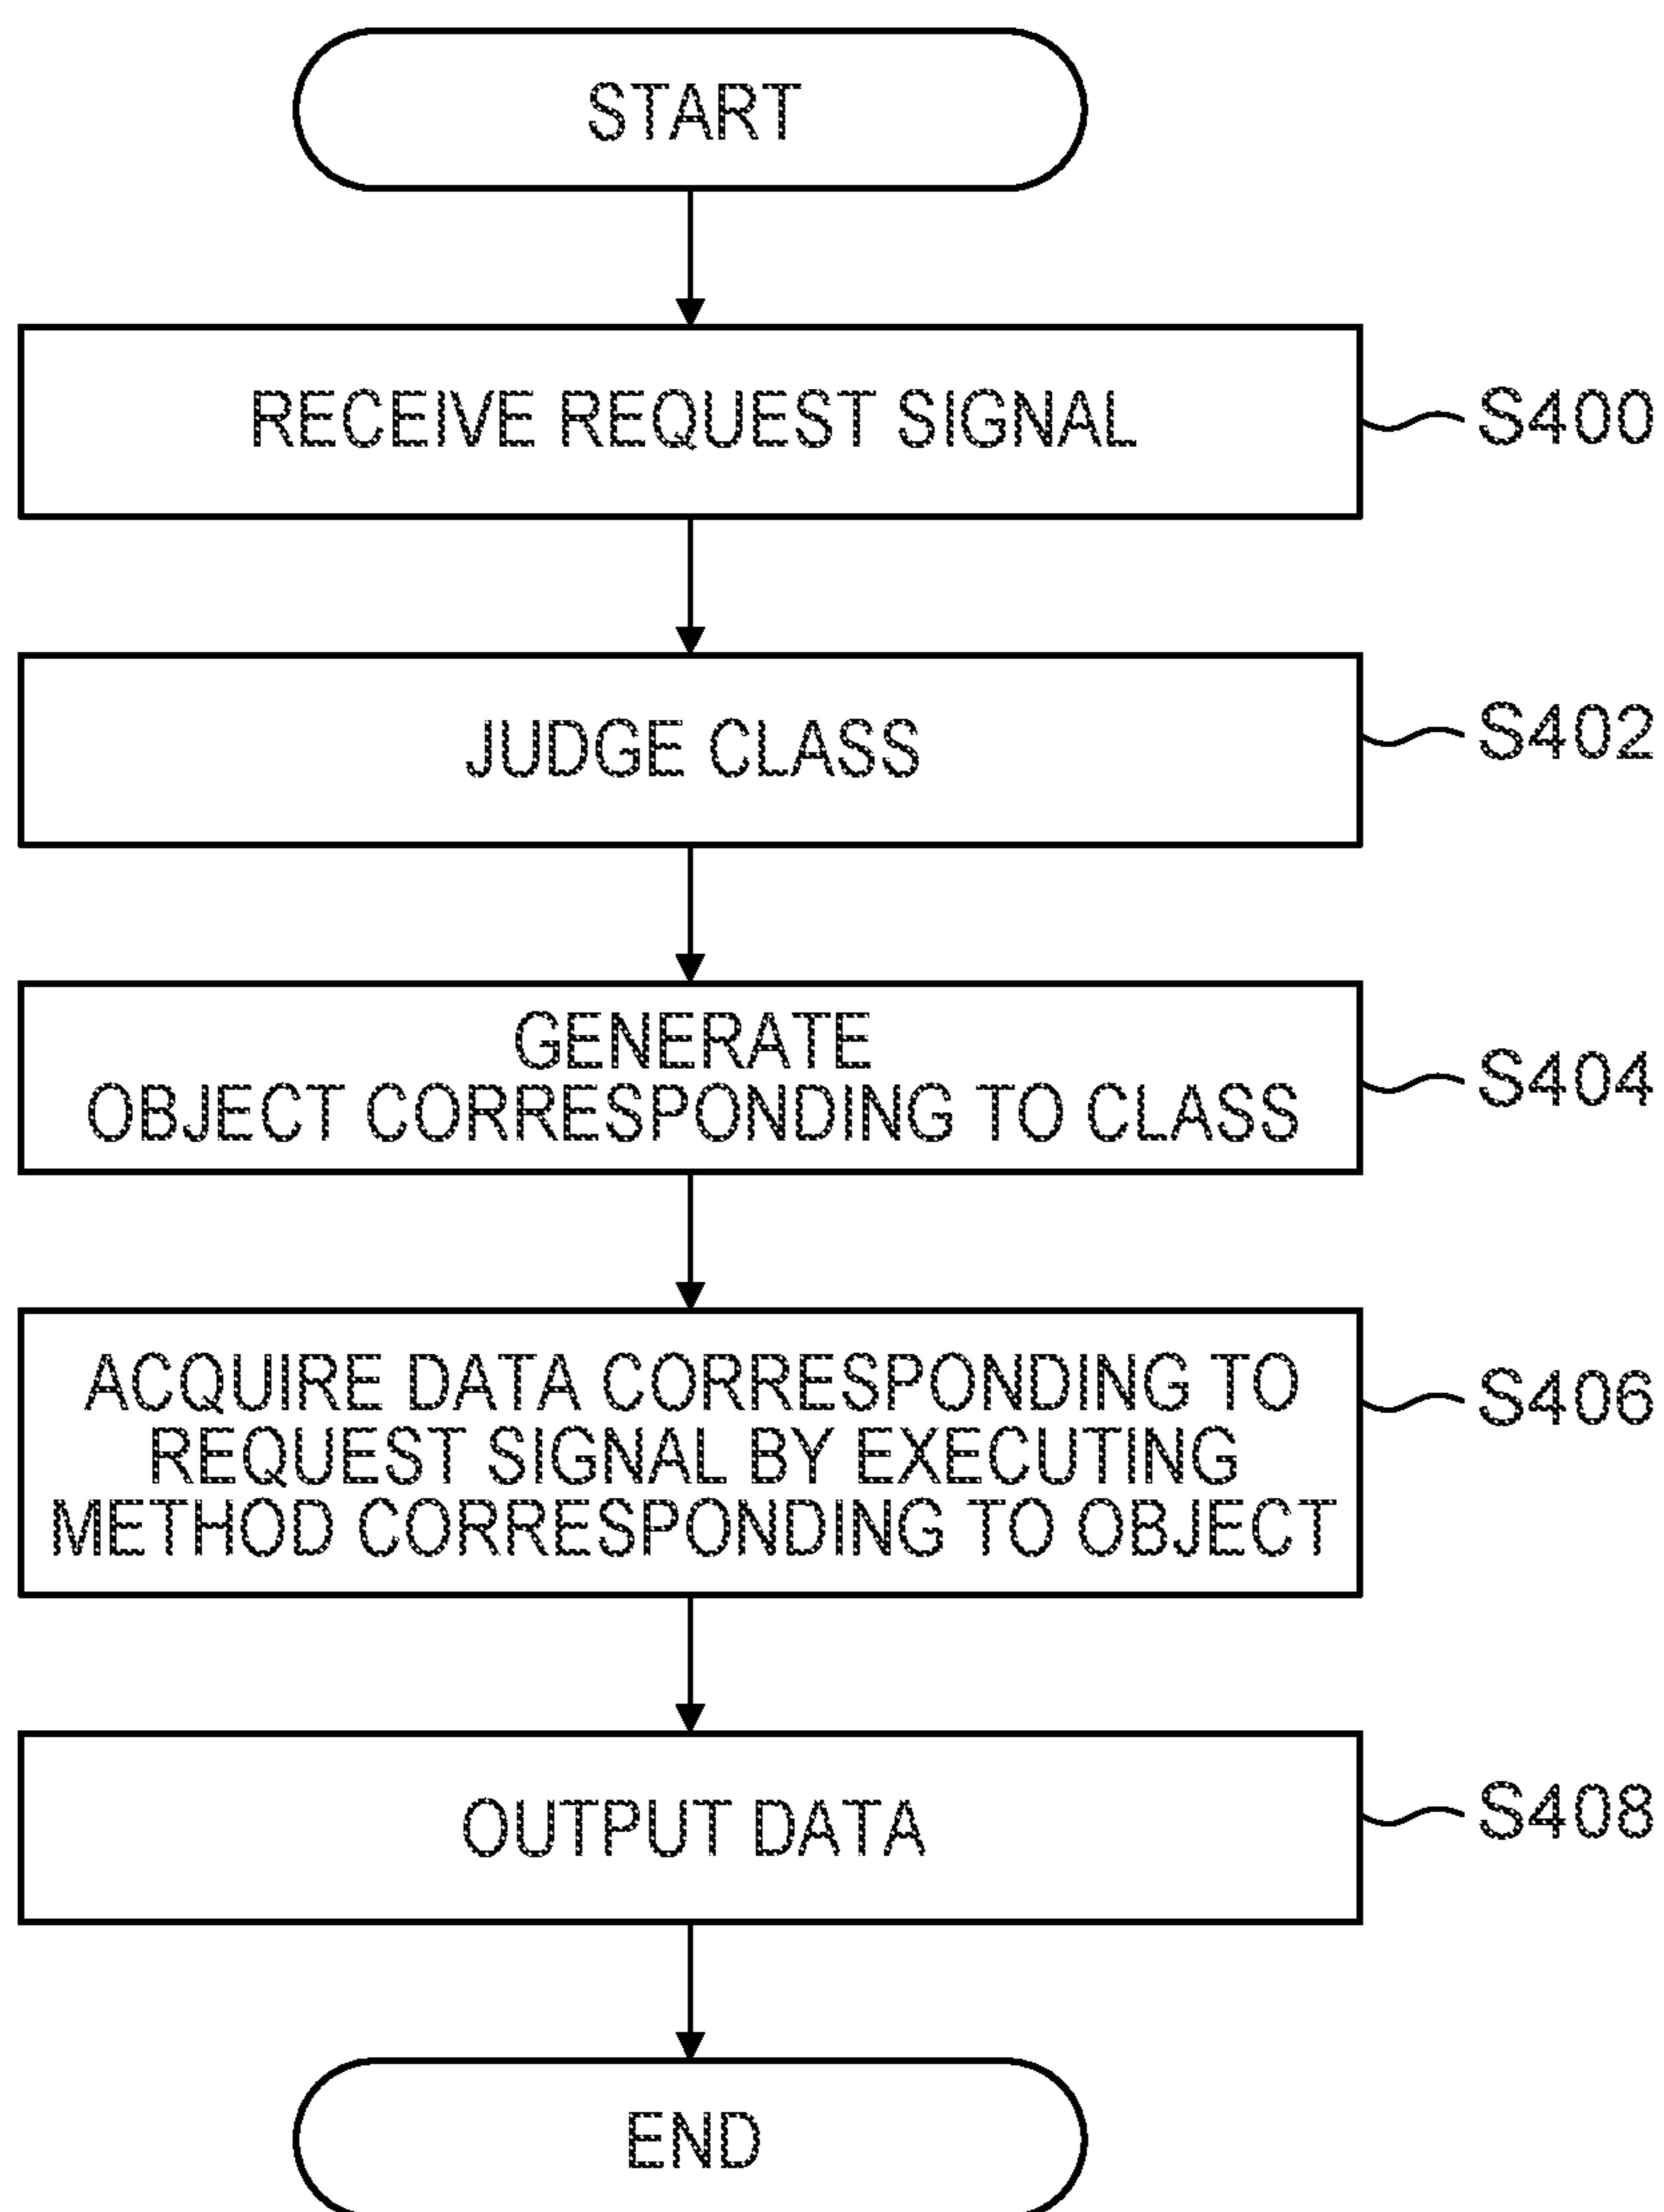 START
RECEIVE REQUEST SIGNAL
S400
JUDGE CLASS
S402
GENERATE
OBJECT CORRESPONDING TO CLASS
S404
ACQUIRE DATA CORRESPONDING TO
REQUEST SIGNAL BY EXECUTING
METHOD CORRESPONDING TO OBJECT
S406
OUTPUT DATA
S408
END